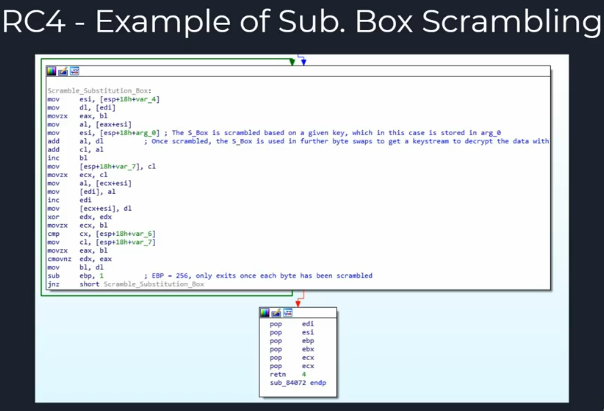 RC4 - Example of Sub. Box Scrambling
Scramble_Substitution_Box:
mov esi, [esp+18h+var_4]
mov dl, [edi]
movzx eax, bl
mov al, [eax+esi]
mov esi, [esp+18h+arg_0] ; The S_Box is scrambled based on a given key, which in this case is stored in arg_0
add al, dl ; Once scrambled, the S_Box is used in further byte swaps to get a keystream to decrypt the data with
add cl, al
inc bl
mov [esp+18h+var_7], cl
movzx ecx, cl
mov al, [ecx+esi]
mov [edi], al
inc edi
mov [ecx+esi], dl
xor edx, edx
movzx ecx, bl
cmp cx, [esp+18h+var_6]
mov cl, [esp+18h+var_7]
movzx eax, bl
cmovnz edx, eax
mov bl, dl
sub ebp, 1 ; EBP = 256, only exits once each byte has been scrambled
jnz short Scramble_Substitution_Box
pop edi
pop esi
pop ebp
pop ebx
pop ecx
pop ecx
retn 4
sub_84072 endp